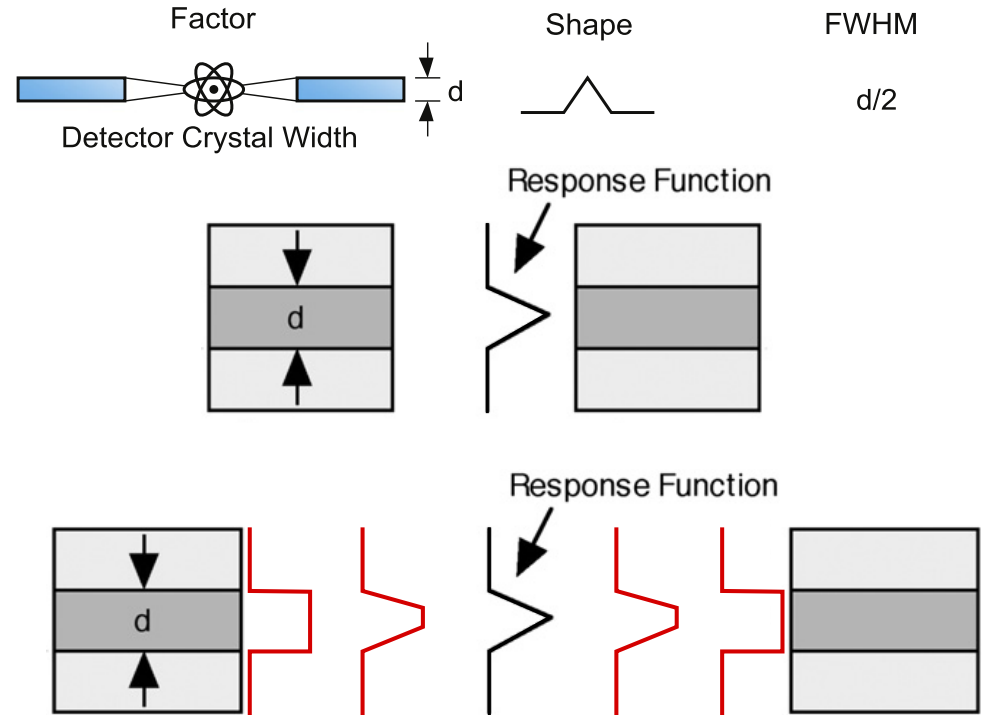 Factor
Shape
FWHM
d
d/2
Detector Crystal Width
Response Function
d
Response Function
d